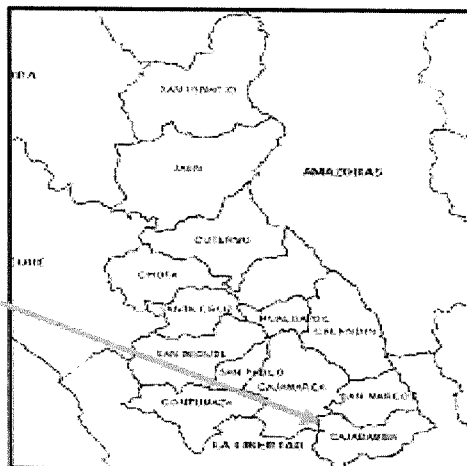 SAN IGNACIO
JAEN
AMAZONAS
CUTERVO
CHOTA
SANTA CRUZ
HUALGAYOC
CELENDIN
SAN MIGUEL
SAN PABLO
CAJAMARCA
SAN MARCOS
CONTUMAZA
CAJABAMBA
LA LIBERTAD